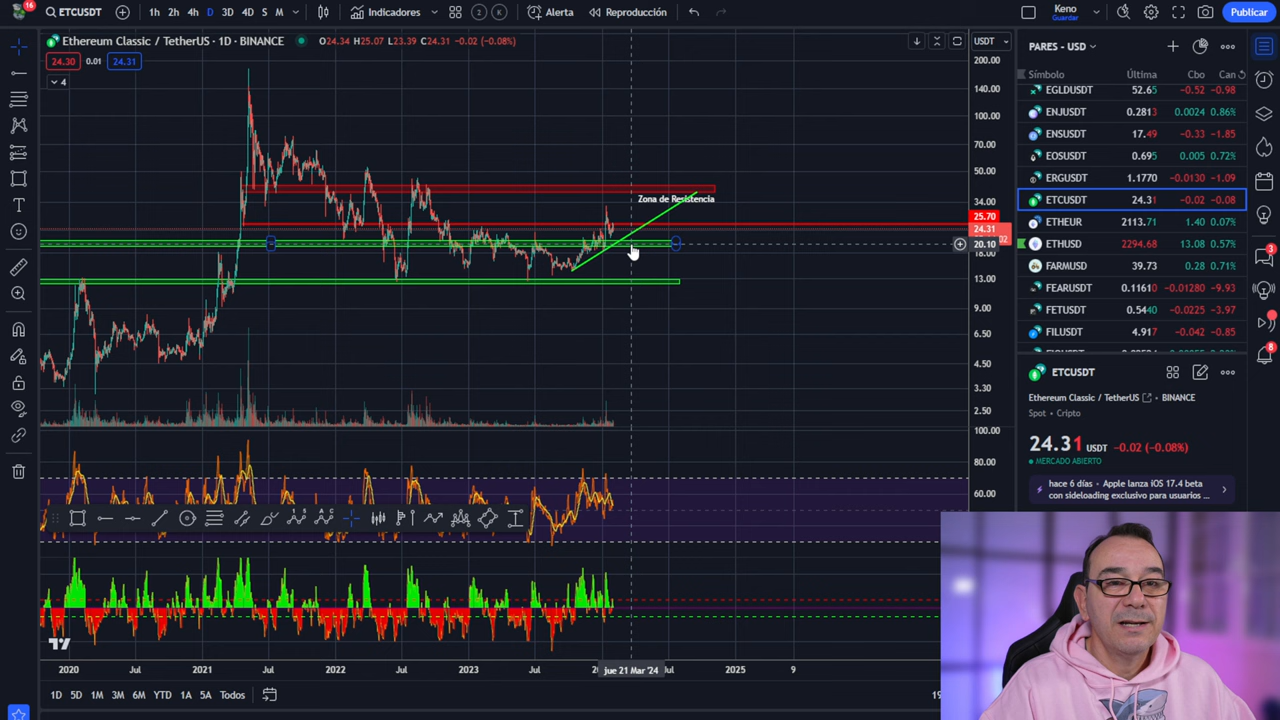 16
ETCUSDT
1h 2h 4h D 3D S M
Indicadores
2
K
Alerta
Reproducción
Keno
Guardar
Publicar
Ethereum Classic / TetherUS · 1D · BINANCE
O24.34 H25.07 L23.39 C24.31 −0.02 (−0.08%)
24.30 0.01 24.31
4
USDT
200.00
140.00
100.00
70.00
50.00
34.00
25.70
24.31
20.10
18.00
13.00
9.00
6.50
4.50
3.30
2.50
100.00
80.00
60.00
Zona de Resistencia
2020 Jul 2021 Jul 2022 Jul 2023 Jul jue 21 Mar '24 Jul 2025 9
1D 5D 1M 3M 6M YTD 1A 5A Todos
PARES - USD
Símbolo Última Cbo Can
EGLDUSDT 52.65 −0.52 −0.98
ENJUSDT 0.2813 0.0024 0.86%
ENSUSDT 17.49 −0.33 −1.85
EOSUSDT 0.695 0.005 0.72%
ERGUSDT 1.1770 −0.0130 −1.09
ETCUSDT 24.31 −0.02 −0.08
ETHEUR 2113.71 1.40 0.07%
ETHUSD 2294.68 13.08 0.57%
FARMUSD 39.73 0.28 0.71%
FEARUSDT 0.11610 −0.01280 −9.93
FETUSDT 0.5440 −0.0225 −3.97
FILUSDT 4.917 −0.042 −0.85
ETCUSDT
Ethereum Classic / TetherUS · BINANCE
Spot · Cripto
24.31 USDT −0.02 (−0.08%)
MERCADO ABIERTO
hace 6 días · Apple lanza iOS 17.4 beta
con sideloading exclusivo para usuarios ...
3
8